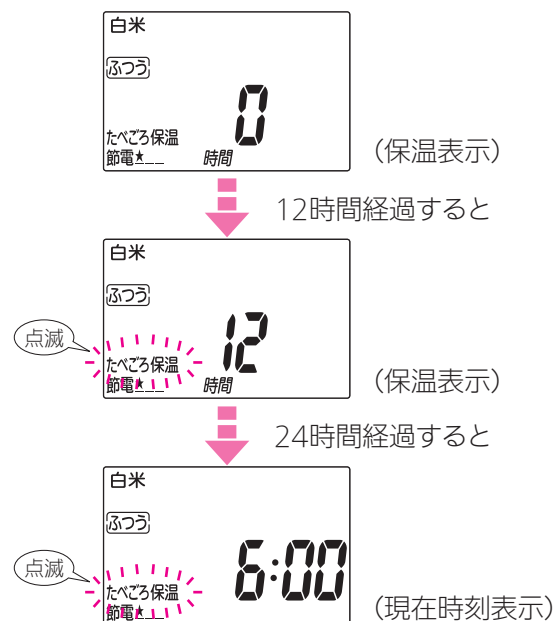 白米
ふつう
0
たべごろ保温
節電★___ 時間
(保温表示)
12時間経過すると
白米
ふつう
点滅
12
たべごろ保温
節電★___ 時間
(保温表示)
24時間経過すると
白米
ふつう
点滅
6:00
たべごろ保温
節電★___
(現在時刻表示)